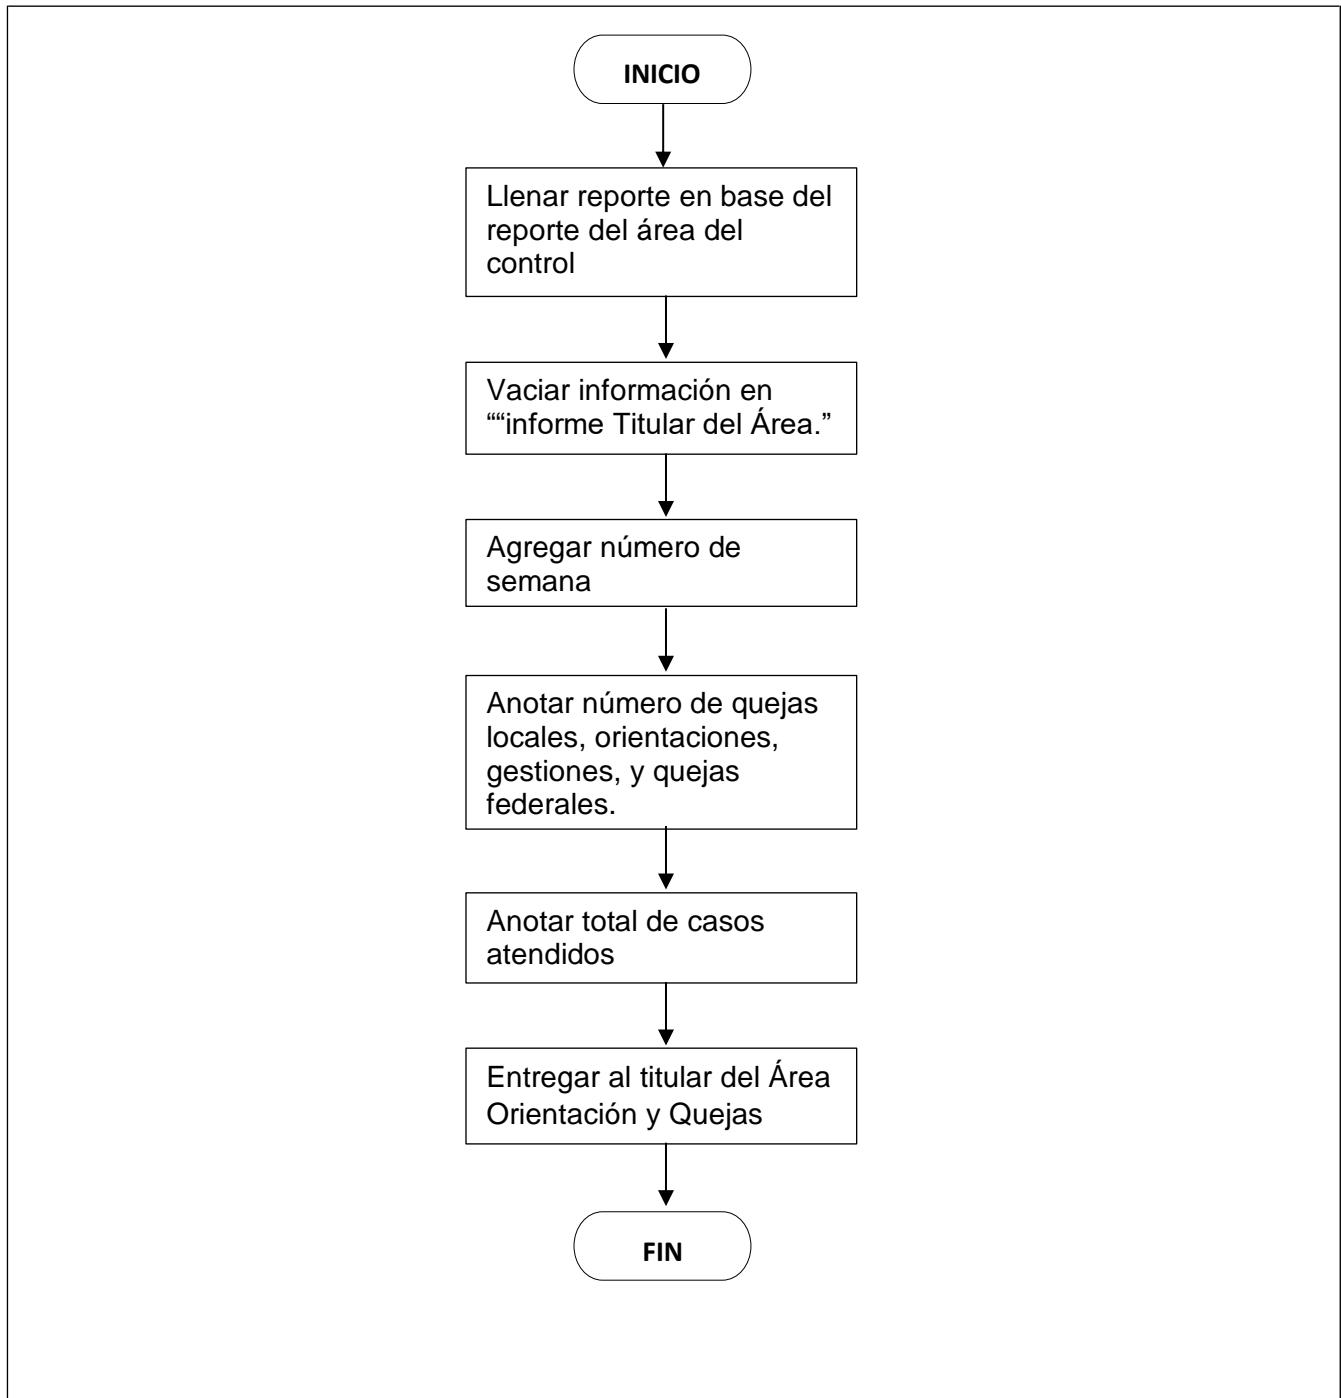 INICIO
Llenar reporte en base del
reporte del área del
control
Vaciar información en
““informe Titular del Área.”
Agregar número de
semana
Anotar número de quejas
locales, orientaciones,
gestiones, y quejas
federales.
Anotar total de casos
atendidos
Entregar al titular del Área
Orientación y Quejas
FIN